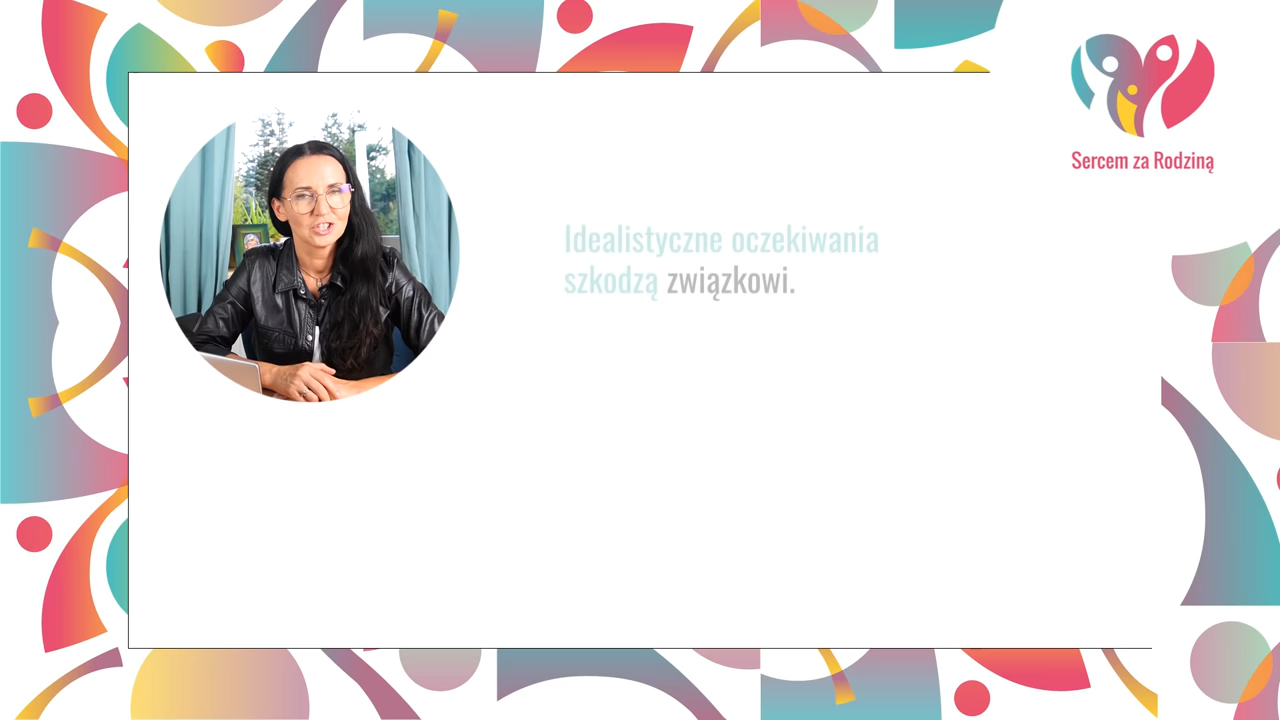 Sercem za Rodziną
Idealistyczne oczekiwania
szkodzą związkowi.